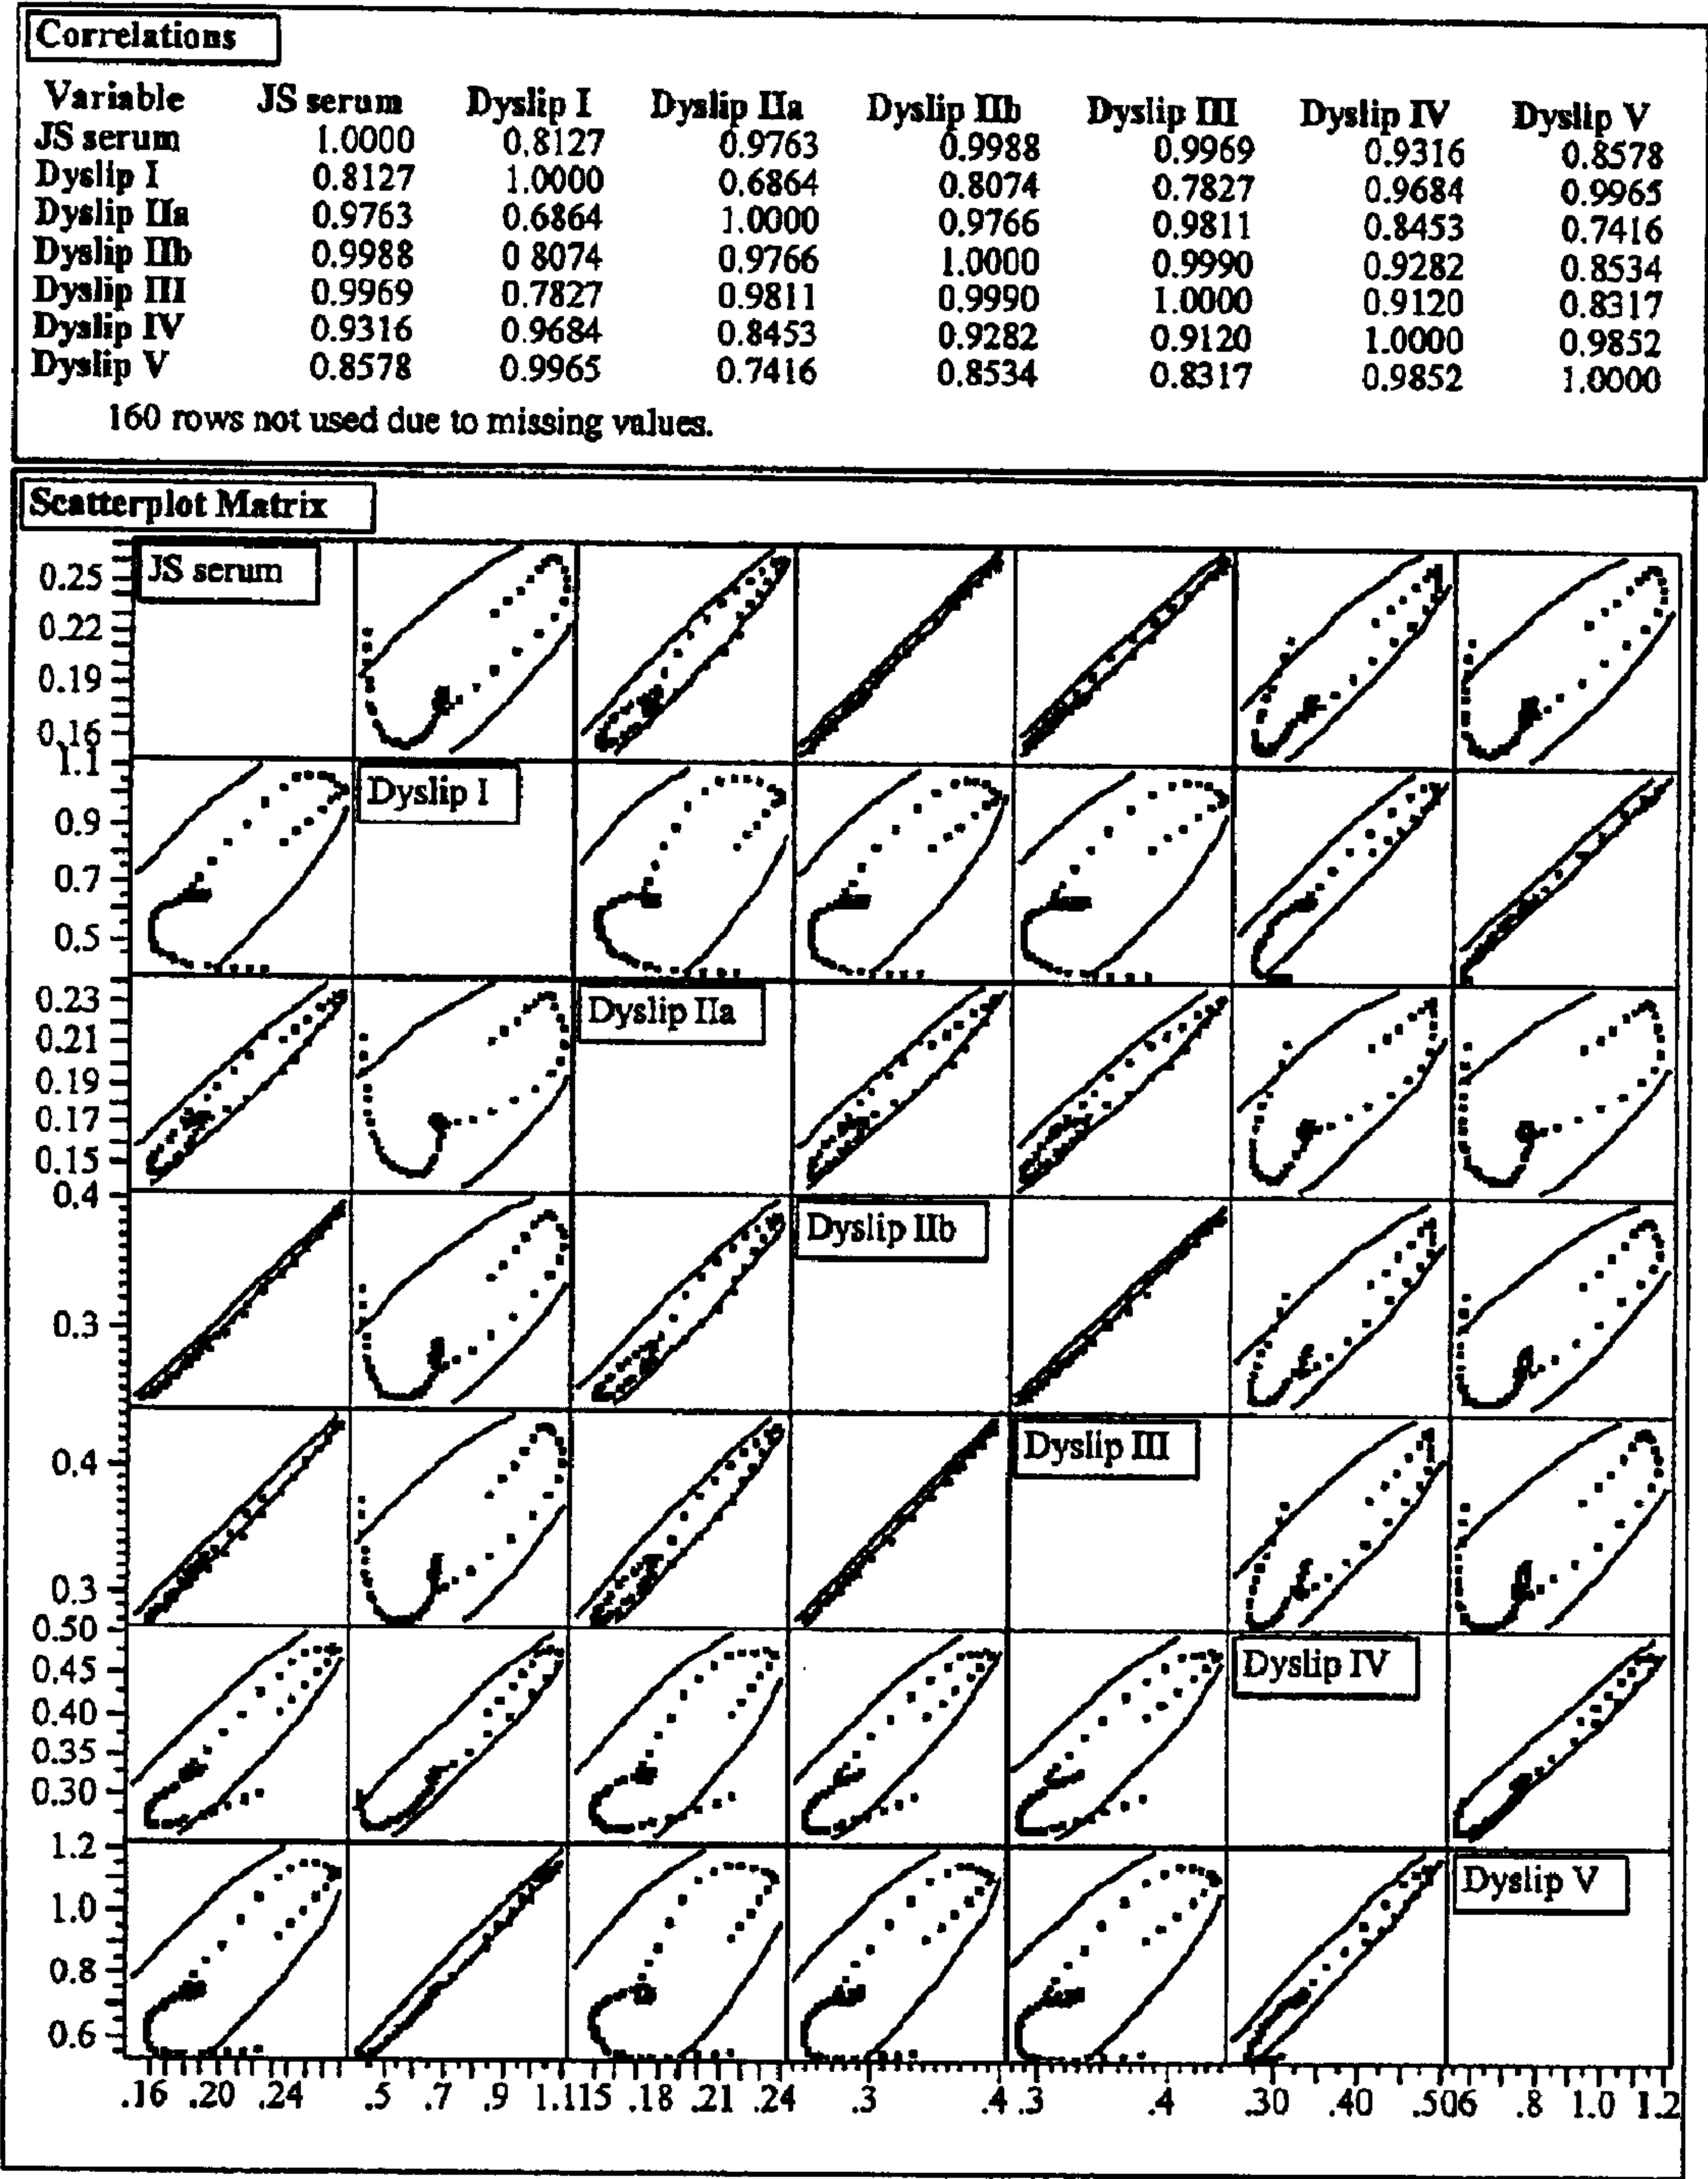 Correlations
Variable JS serum Dyslip I Dyslip IIa Dyslip IIb Dyslip III Dyslip IV Dyslip V
JS serum 1.0000 0.8127 0.9763 0.9988 0.9969 0.9316 0.8578
Dyslip I 0.8127 1.0000 0.6864 0.8074 0.7827 0.9684 0.9965
Dyslip IIa 0.9763 0.6864 1.0000 0.9766 0.9811 0.8453 0.7416
Dyslip IIb 0.9988 0 8074 0.9766 1.0000 0.9990 0.9282 0.8534
Dyslip III 0.9969 0.7827 0.9811 0.9990 1.0000 0.9120 0.8317
Dyslip IV 0.9316 0.9684 0.8453 0.9282 0.9120 1.0000 0.9852
Dyslip V 0.8578 0.9965 0.7416 0.8534 0.8317 0.9852 1.0000
160 rows not used due to missing values.
Scatterplot Matrix
JS serum
0.25
0.22
0.19
0.16
1.1
Dyslip I
0.9
0.7
0.5
0.23
Dyslip IIa
0.21
0.19
0.17
0.15
0.4
Dyslip IIb
0.3
Dyslip III
0.4
0.3
0.50
Dyslip IV
0.45
0.40
0.35
0.30
1.2
Dyslip V
1.0
0.8
0.6
.16 .20 .24 .5 .7 .9 1.115 .18 .21 .24 .3 .4 .3 .4 .30 .40 .506 .8 1.0 1.2